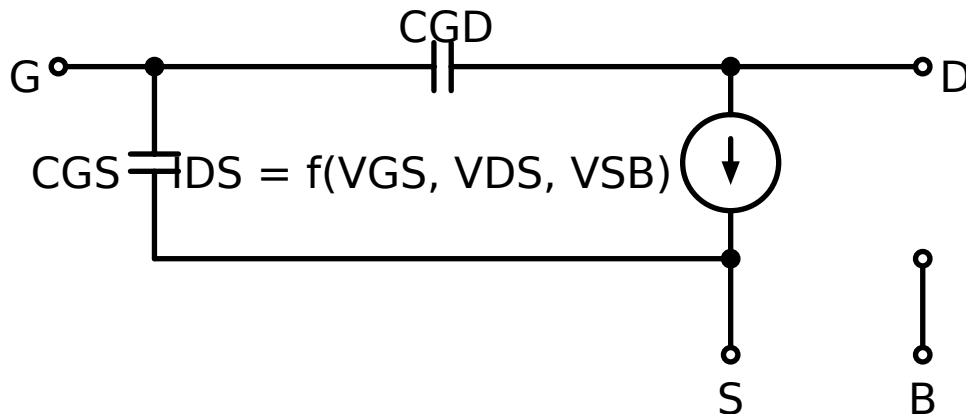 CGD
G
D
CGS
IDS = f(VGS, VDS, VSB)
S
B